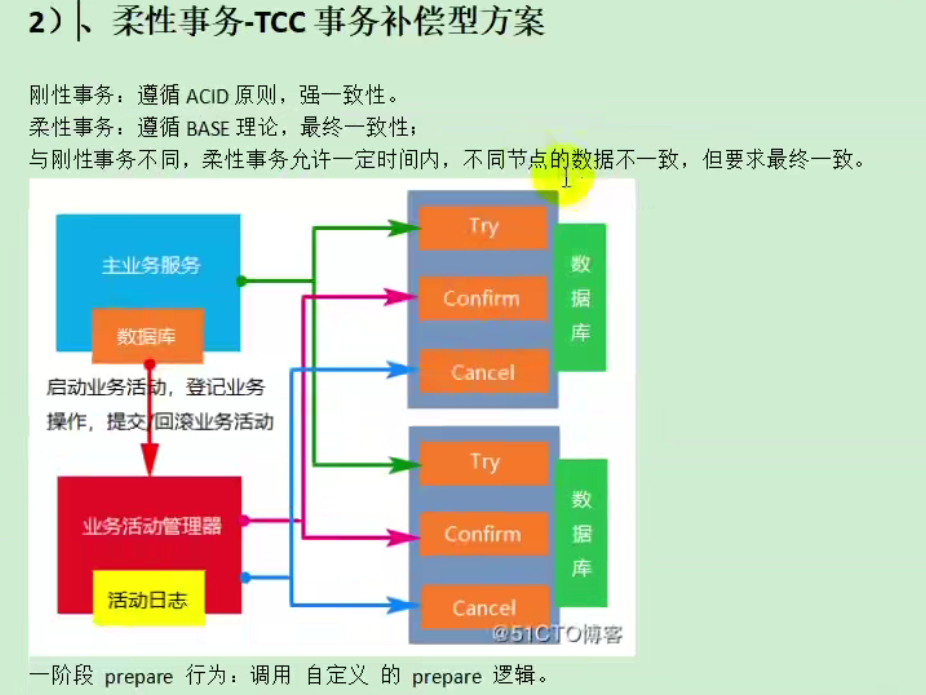 2）、柔性事务-TCC 事务补偿型方案
刚性事务：遵循 ACID 原则，强一致性。
柔性事务：遵循 BASE 理论，最终一致性；
与刚性事务不同，柔性事务允许一定时间内，不同节点的数据不一致，但要求最终一致。
主业务服务
数据库
启动业务活动，登记业务
操作，提交/回滚业务活动
业务活动管理器
活动日志
Try
Confirm
Cancel
数
据
库
Try
Confirm
Cancel
数
据
库
@51CTO博客
一阶段 prepare 行为：调用 自定义 的 prepare 逻辑。